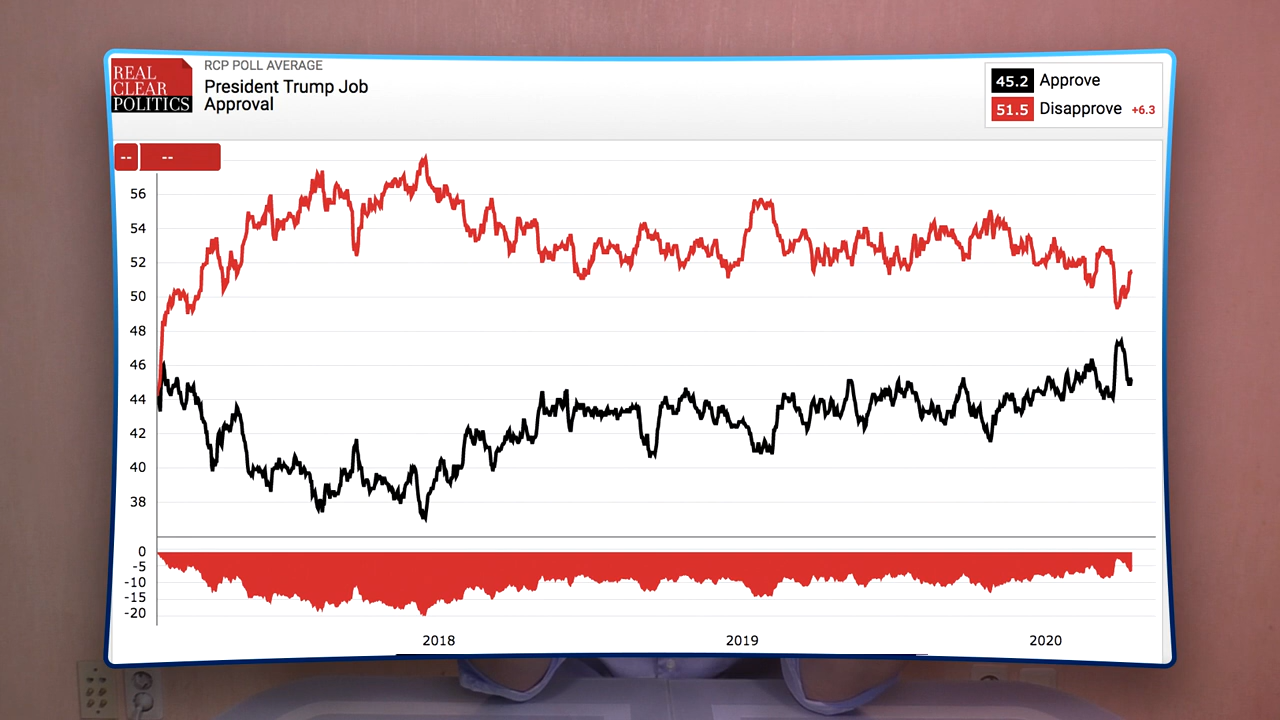 REAL
CLEAR
POLITICS
RCP POLL AVERAGE
President Trump Job
Approval
45.2 Approve
51.5 Disapprove +6.3
-- --
56
54
52
50
48
46
44
42
40
38
0
-5
-10
-15
-20
2018 2019 2020